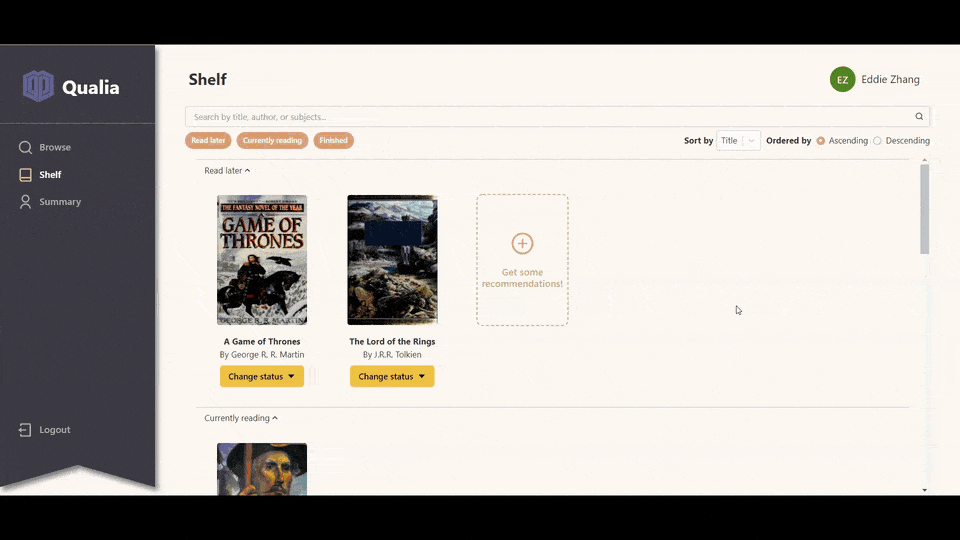 Qualia
Browse
Shelf
Summary
Logout
Shelf
EZ Eddie Zhang
Search by title, author, or subjects...
Read later Currently reading Finished
Sort by Title Ordered by Ascending Descending
Read later
THE FANTASY NOVEL OF THE YEAR
A
GAME OF
THRONES
GEORGE R. R. MARTIN
Get some
recommendations!
A Game of Thrones
By George R. R. Martin
Change status
The Lord of the Rings
By J.R.R. Tolkien
Change status
Currently reading